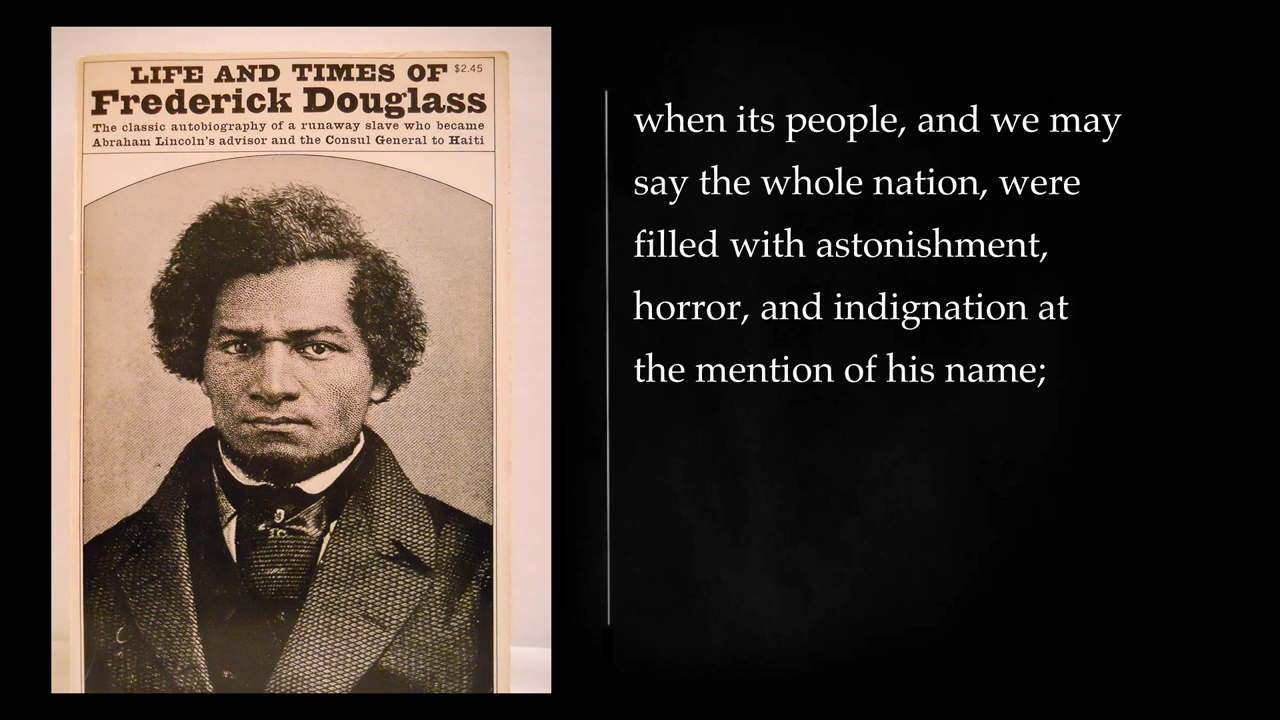 LIFE AND TIMES OF $2.45
Frederick Douglass
The classic autobiography of a runaway slave who became
Abraham Lincoln's advisor and the Consul General to Haiti
when its people, and we may
say the whole nation, were
filled with astonishment,
horror, and indignation at
the mention of his name;